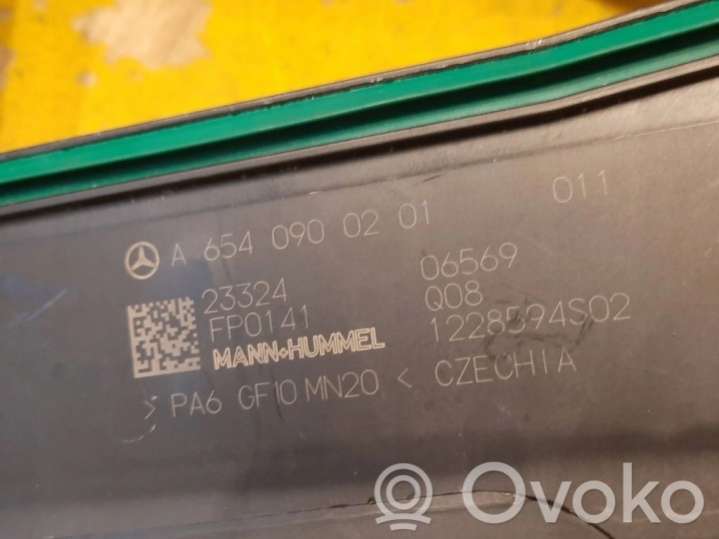 A 654 090 02 01 011
23324 06569
FP0141 Q08
MANN+HUMMEL 1228594S02
> PA6 GF10 MN20 < CZECHIA
Ovoko